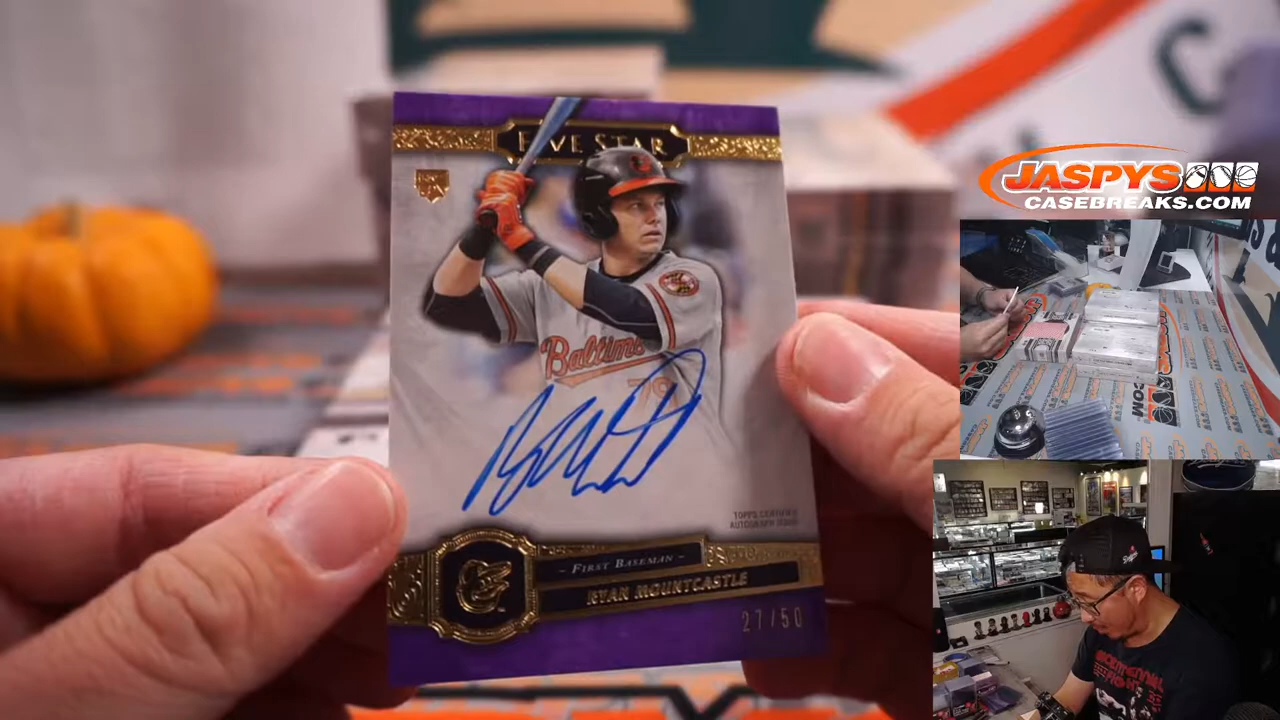 FIVE STAR
RC
Baltimore
TOPPS CERTIFIED
AUTOGRAPH ISSUE
- FIRST BASEMAN -
RYAN MOUNTCASTLE
27/50
JASPYS
CASEBREAKS.COM